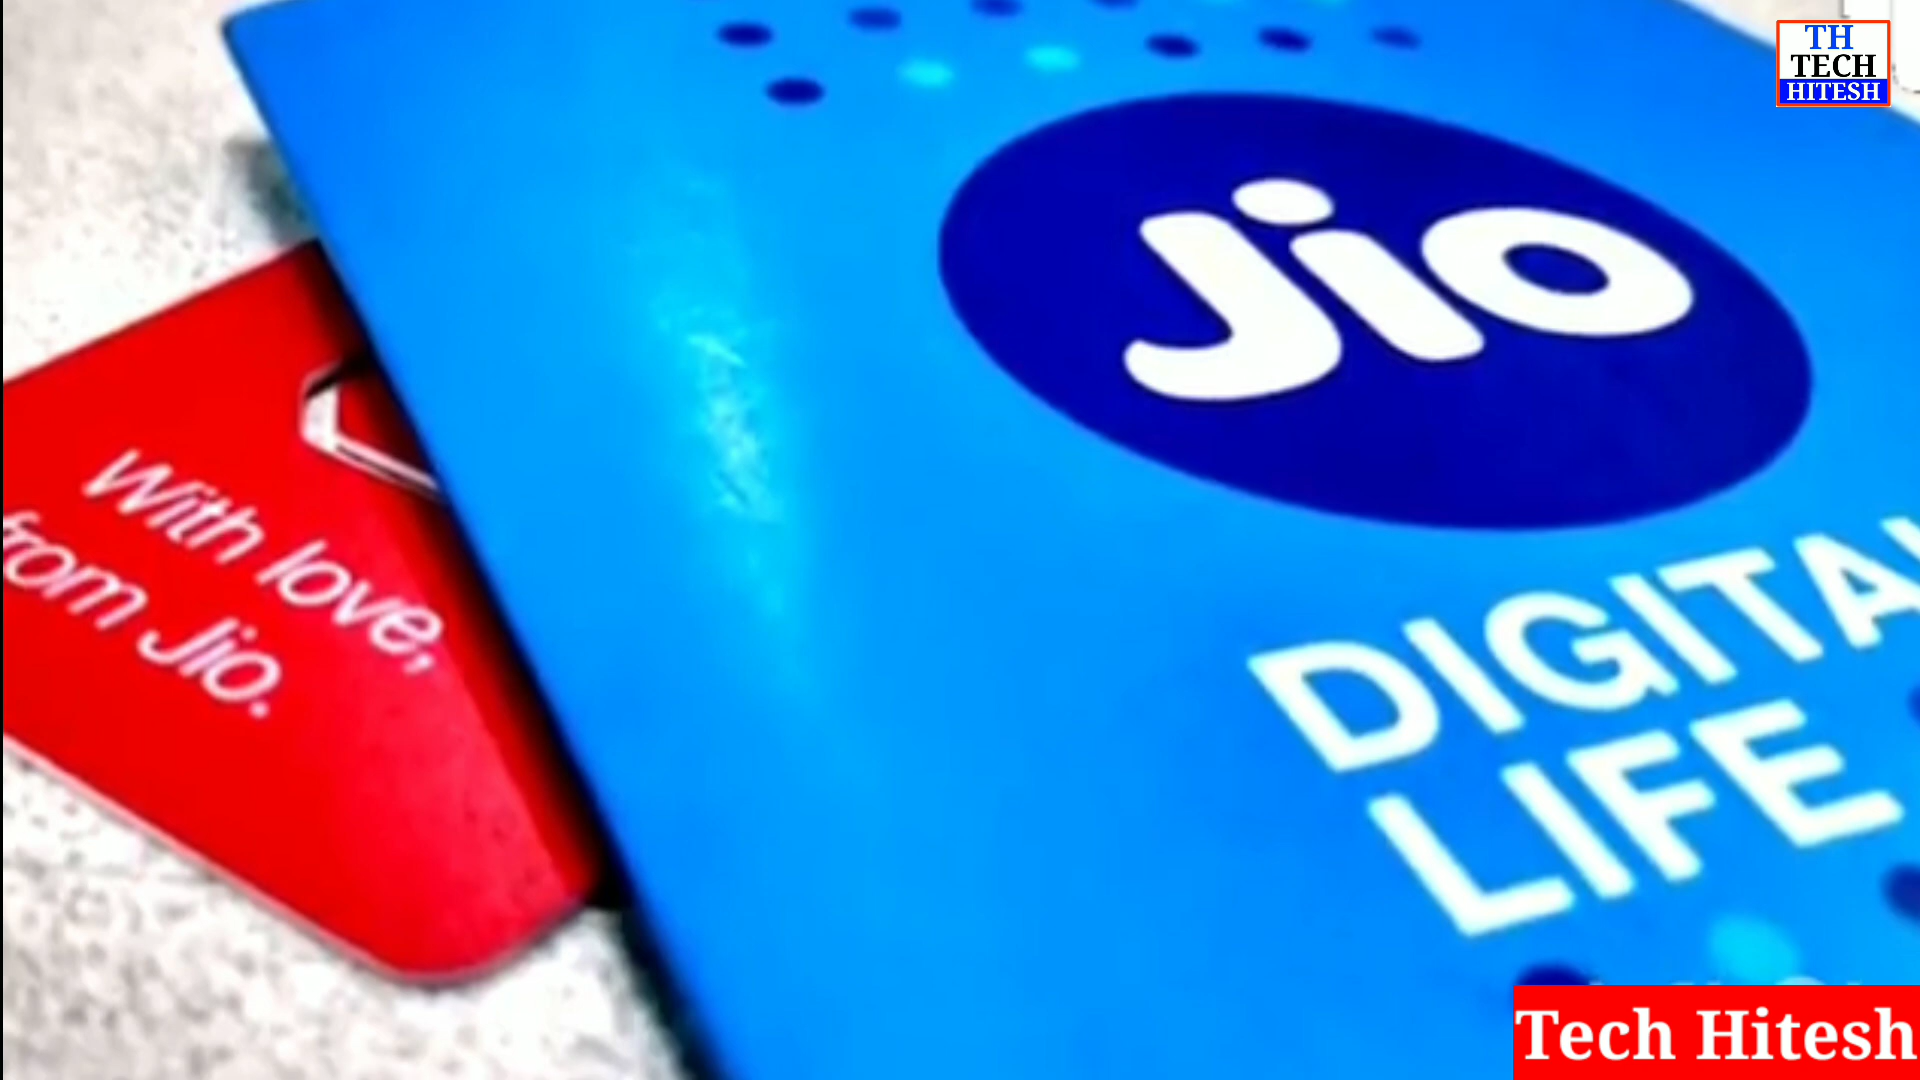 TH
TECH
HITESH
Jio
With love,
from Jio.
DIGITAL
LIFE
Tech Hitesh